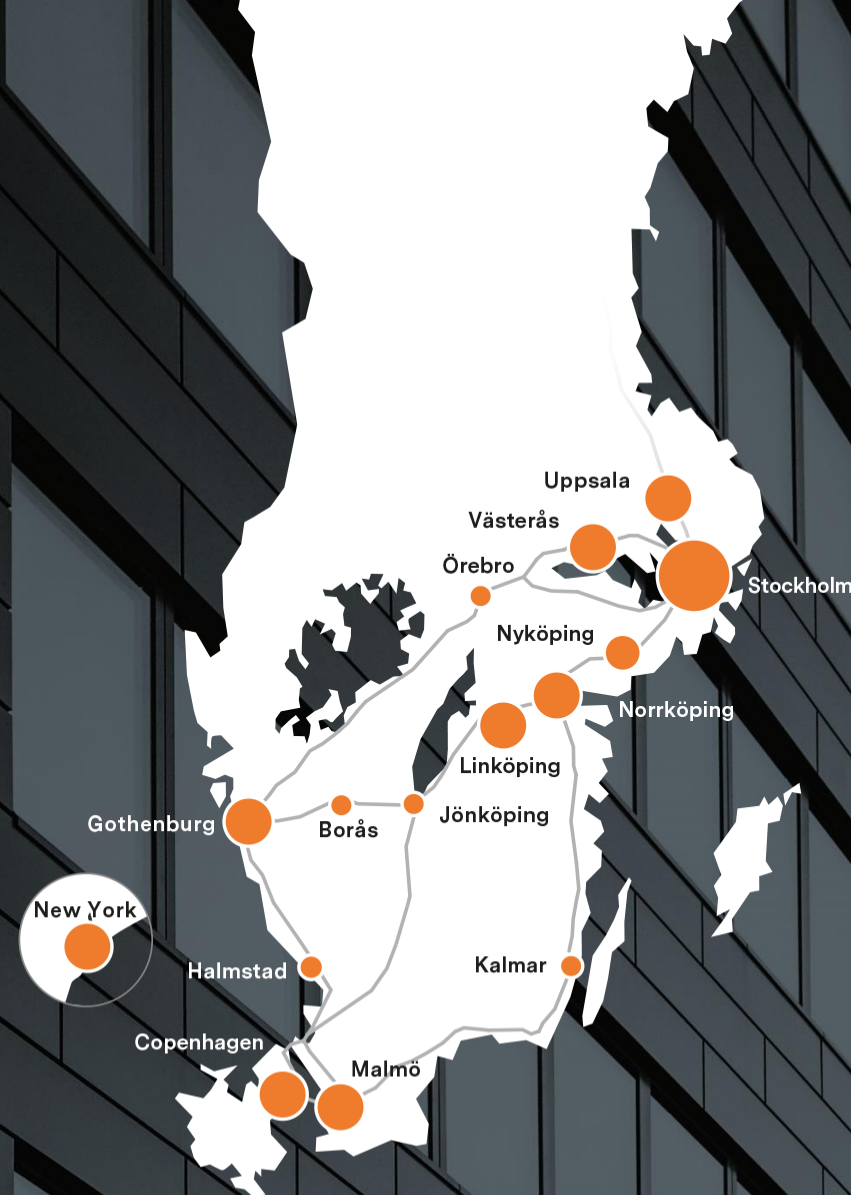 Uppsala
Västerås
Örebro
Stockholm
Nyköping
Norrköping
Linköping
Jönköping
Gothenburg
Borås
New York
Halmstad
Kalmar
Copenhagen
Malmö